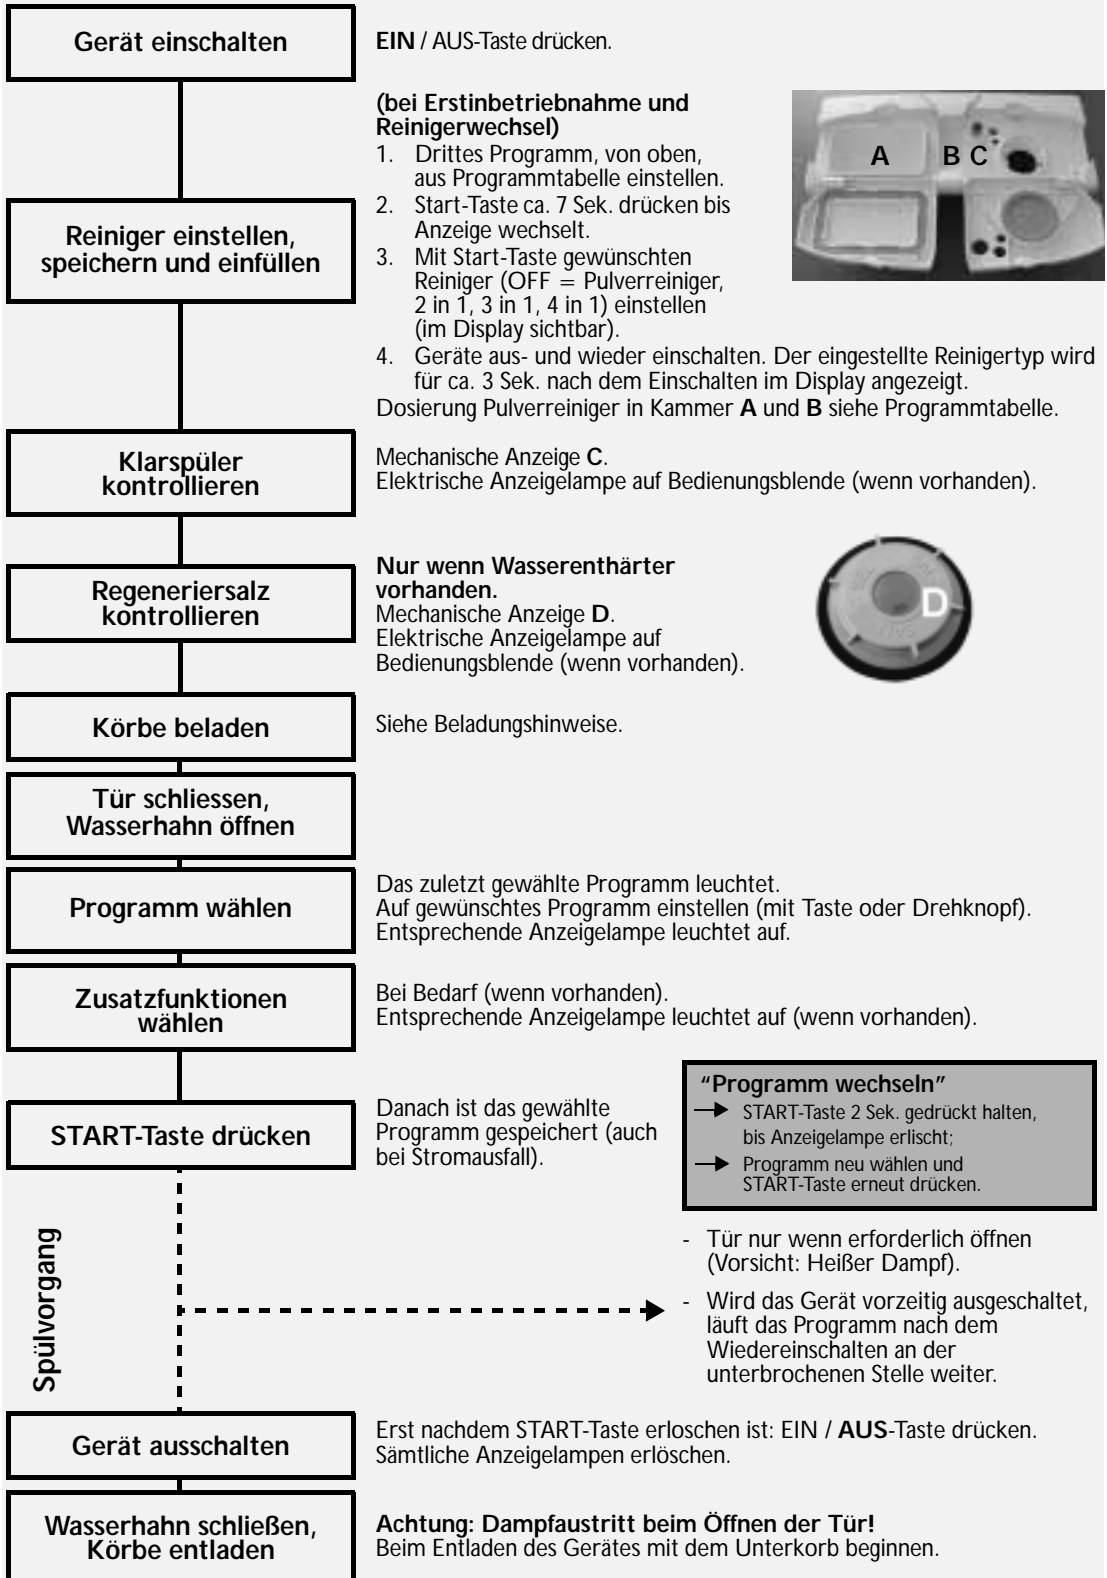 Gerät einschalten
EIN / AUS-Taste drücken.
Reiniger einstellen,
speichern und einfüllen
(bei Erstinbetriebnahme und
Reinigerwechsel)
1. Drittes Programm, von oben,
aus Programmtabelle einstellen.
2. Start-Taste ca. 7 Sek. drücken bis
Anzeige wechselt.
3. Mit Start-Taste gewünschten
Reiniger (OFF = Pulverreiniger,
2 in 1, 3 in 1, 4 in 1) einstellen
(im Display sichtbar).
4. Geräte aus- und wieder einschalten. Der eingestellte Reinigertyp wird
für ca. 3 Sek. nach dem Einschalten im Display angezeigt.
Dosierung Pulverreiniger in Kammer A und B siehe Programmtabelle.
A B C
Klarspüler
kontrollieren
Mechanische Anzeige C.
Elektrische Anzeigelampe auf Bedienungsblende (wenn vorhanden).
Regeneriersalz
kontrollieren
Nur wenn Wasserenthärter
vorhanden.
Mechanische Anzeige D.
Elektrische Anzeigelampe auf
Bedienungsblende (wenn vorhanden).
D
Körbe beladen
Siehe Beladungshinweise.
Tür schliessen,
Wasserhahn öffnen
Programm wählen
Das zuletzt gewählte Programm leuchtet.
Auf gewünschtes Programm einstellen (mit Taste oder Drehknopf).
Entsprechende Anzeigelampe leuchtet auf.
Zusatzfunktionen
wählen
Bei Bedarf (wenn vorhanden).
Entsprechende Anzeigelampe leuchtet auf (wenn vorhanden).
START-Taste drücken
Danach ist das gewählte
Programm gespeichert (auch
bei Stromausfall).
“Programm wechseln”
START-Taste 2 Sek. gedrückt halten,
bis Anzeigelampe erlischt;
Programm neu wählen und
START-Taste erneut drücken.
Spülvorgang
- Tür nur wenn erforderlich öffnen
(Vorsicht: Heißer Dampf).
- Wird das Gerät vorzeitig ausgeschaltet,
läuft das Programm nach dem
Wiedereinschalten an der
unterbrochenen Stelle weiter.
Gerät ausschalten
Erst nachdem START-Taste erloschen ist: EIN / AUS-Taste drücken.
Sämtliche Anzeigelampen erlöschen.
Wasserhahn schließen,
Körbe entladen
Achtung: Dampfaustritt beim Öffnen der Tür!
Beim Entladen des Gerätes mit dem Unterkorb beginnen.